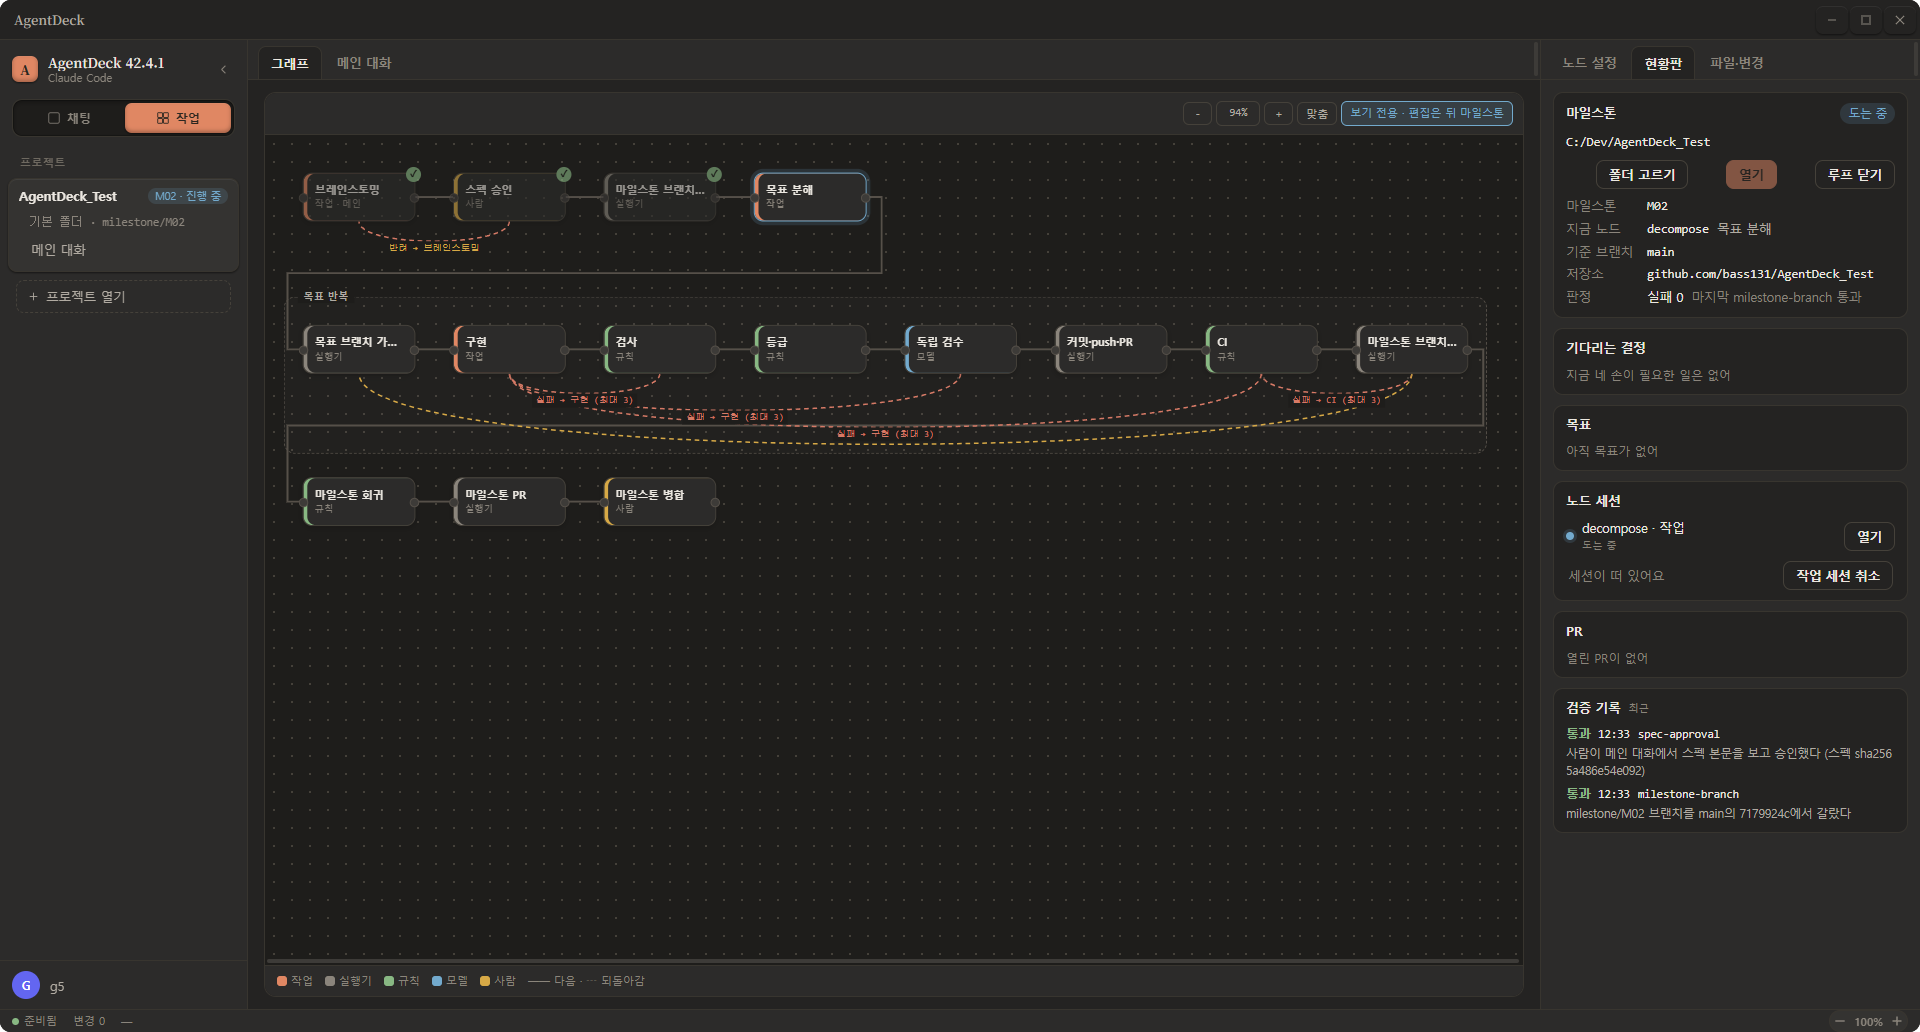 AgentDeck
A
AgentDeck 42.4.1
Claude Code
채팅
작업
프로젝트
AgentDeck_Test
M02 · 진행 중
기본 폴더 · milestone/M02
메인 대화
+ 프로젝트 열기
G
g5
준비됨
변경 0
—
그래프
메인 대화
-
94%
+
맞춤
보기 전용 · 편집은 뒤 마일스톤
브레인스토밍
작업 · 메인
스펙 승인
사람
마일스톤 브랜치...
실행기
목표 분해
작업
반려 → 브레인스토밍
목표 반복
목표 브랜치 가...
실행기
구현
작업
검사
규칙
등급
규칙
독립 검수
모델
커밋·push·PR
실행기
CI
규칙
마일스톤 브랜치...
실행기
실패 → 구현 (최대 3)
실패 → 구현 (최대 3)
실패 → 구현 (최대 3)
실패 → CI (최대 3)
마일스톤 회귀
규칙
마일스톤 PR
실행기
마일스톤 병합
사람
작업
실행기
규칙
모델
사람
── 다음 · ┄ 되돌아감
노드 설정
현황판
파일·변경
마일스톤
도는 중
C:/Dev/AgentDeck_Test
폴더 고르기
열기
루프 닫기
마일스톤 M02
지금 노드 decompose 목표 분해
기준 브랜치 main
저장소 github.com/bass131/AgentDeck_Test
판정 실패 0 마지막 milestone-branch 통과
기다리는 결정
지금 네 손이 필요한 일은 없어
목표
아직 목표가 없어
노드 세션
decompose · 작업
도는 중
열기
세션이 떠 있어요
작업 세션 취소
PR
열린 PR이 없어
검증 기록 최근
통과 12:33 spec-approval
사람이 메인 대화에서 스펙 본문을 보고 승인했다 (스펙 sha256
5a486e54e092)
통과 12:33 milestone-branch
milestone/M02 브랜치를 main의 7179924c에서 갈랐다
100%